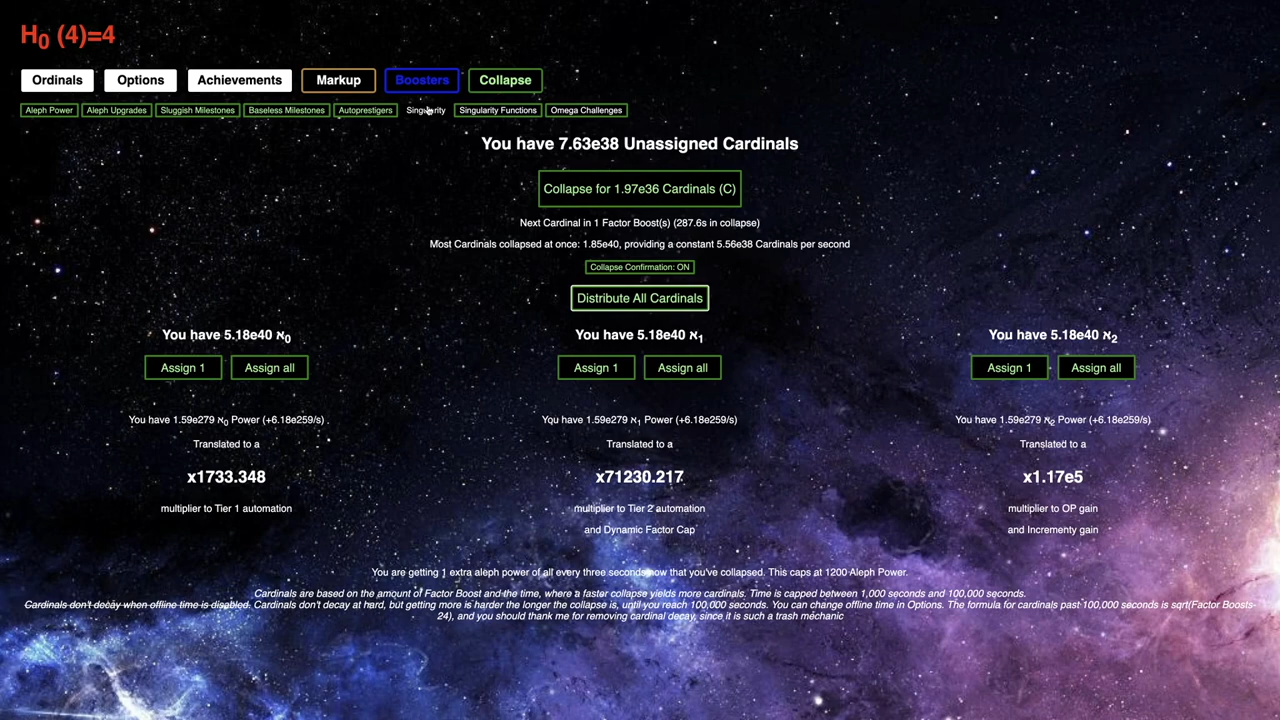 H₀ (4)=4
Ordinals Options Achievements Markup Boosters Collapse
Aleph Power Aleph Upgrades Sluggish Milestones Baseless Milestones Autoprestigers Singularity Singularity Functions Omega Challenges
You have 7.63e38 Unassigned Cardinals
Collapse for 1.97e36 Cardinals (C)
Next Cardinal in 1 Factor Boost(s) (287.6s in collapse)
Most Cardinals collapsed at once: 1.85e40, providing a constant 5.56e38 Cardinals per second
Collapse Confirmation: ON
Distribute All Cardinals
You have 5.18e40 ℵ₀ You have 5.18e40 ℵ₁ You have 5.18e40 ℵ₂
Assign 1 Assign all Assign 1 Assign all Assign 1 Assign all
You have 1.59e279 ℵ₀ Power (+6.18e259/s) You have 1.59e279 ℵ₁ Power (+6.18e259/s) You have 1.59e279 ℵ₂ Power (+6.18e259/s)
Translated to a Translated to a Translated to a
x1733.348 x71230.217 x1.17e5
multiplier to Tier 1 automation multiplier to Tier 2 automation multiplier to OP gain
and Dynamic Factor Cap and Incrementy gain
You are getting 1 extra aleph power of all every three seconds now that you've collapsed. This caps at 1200 Aleph Power.
Cardinals are based on the amount of Factor Boost and the time, where a faster collapse yields more cardinals. Time is capped between 1,000 seconds and 100,000 seconds.
Cardinals don't decay when offline time is disabled. Cardinals don't decay at hard, but getting more is harder the longer the collapse is, until you reach 100,000 seconds. You can change offline time in Options. The formula for cardinals past 100,000 seconds is sqrt(Factor Boosts-
24), and you should thank me for removing cardinal decay, since it is such a trash mechanic